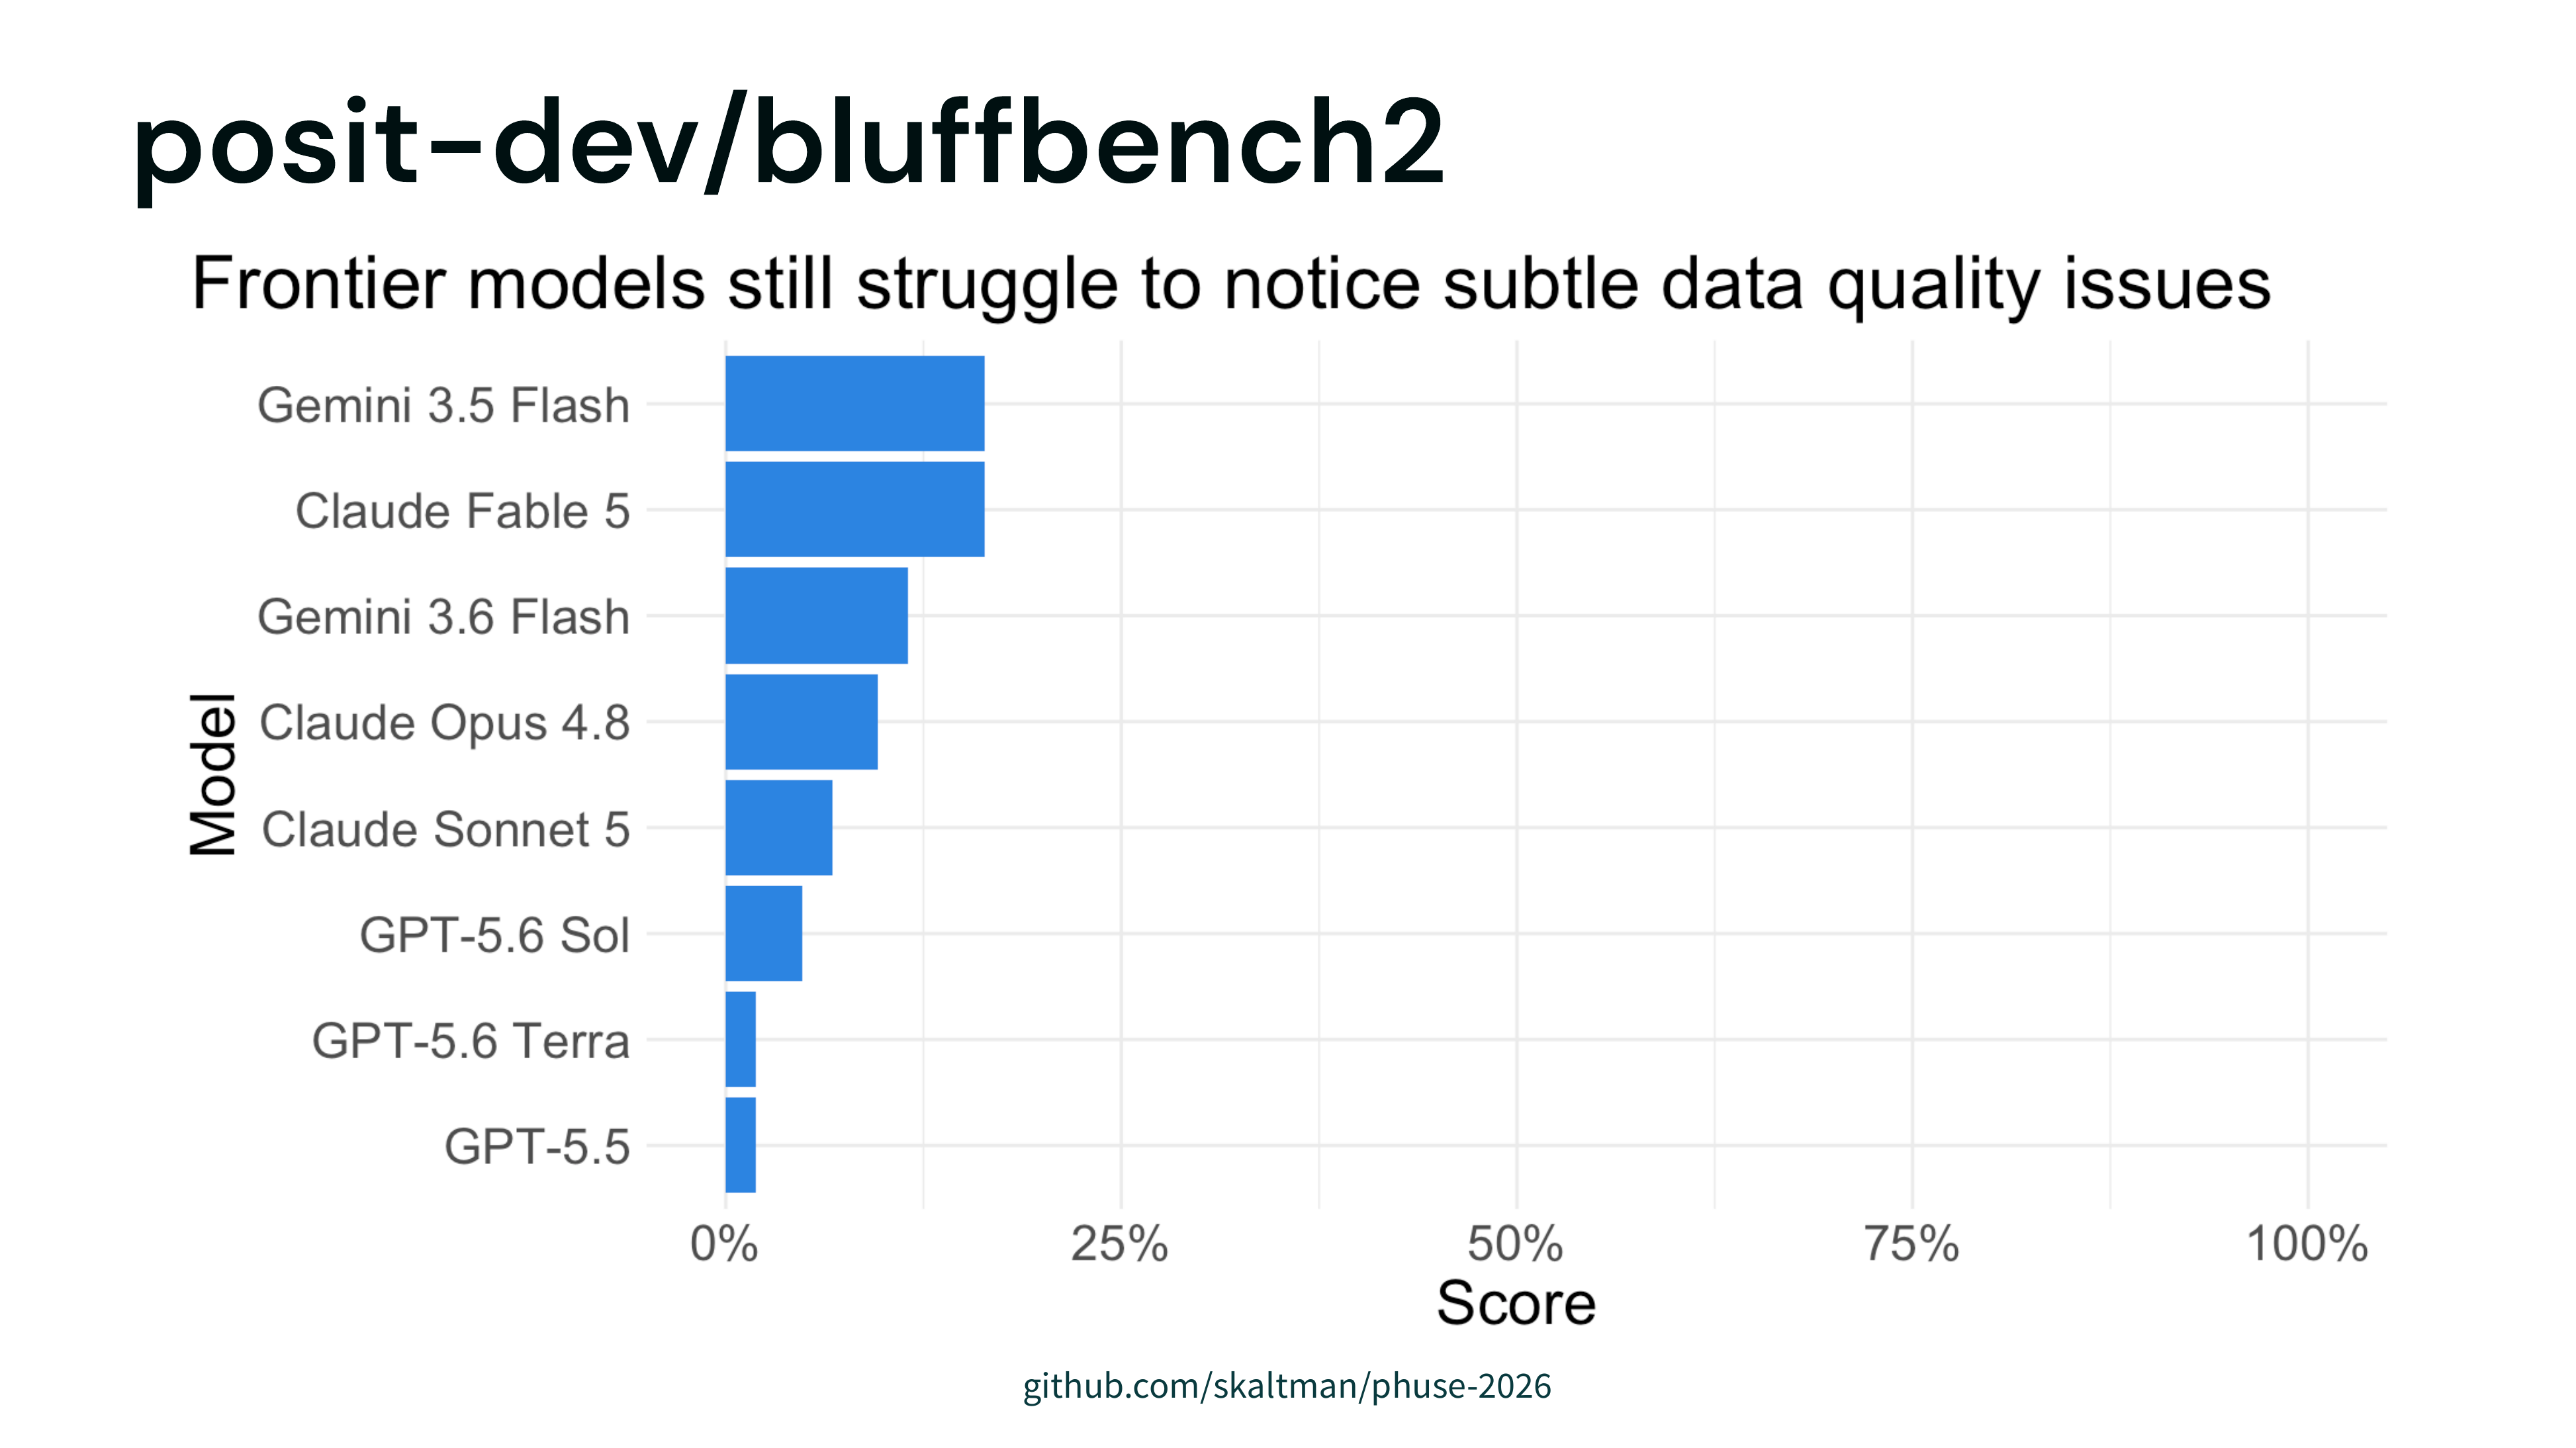 posit-dev/bluffbench2
Frontier models still struggle to notice subtle data quality issues
Model
Gemini 3.5 Flash
Claude Fable 5
Gemini 3.6 Flash
Claude Opus 4.8
Claude Sonnet 5
GPT-5.6 Sol
GPT-5.6 Terra
GPT-5.5
0% 25% 50% 75% 100%
Score
github.com/skaltman/phuse-2026